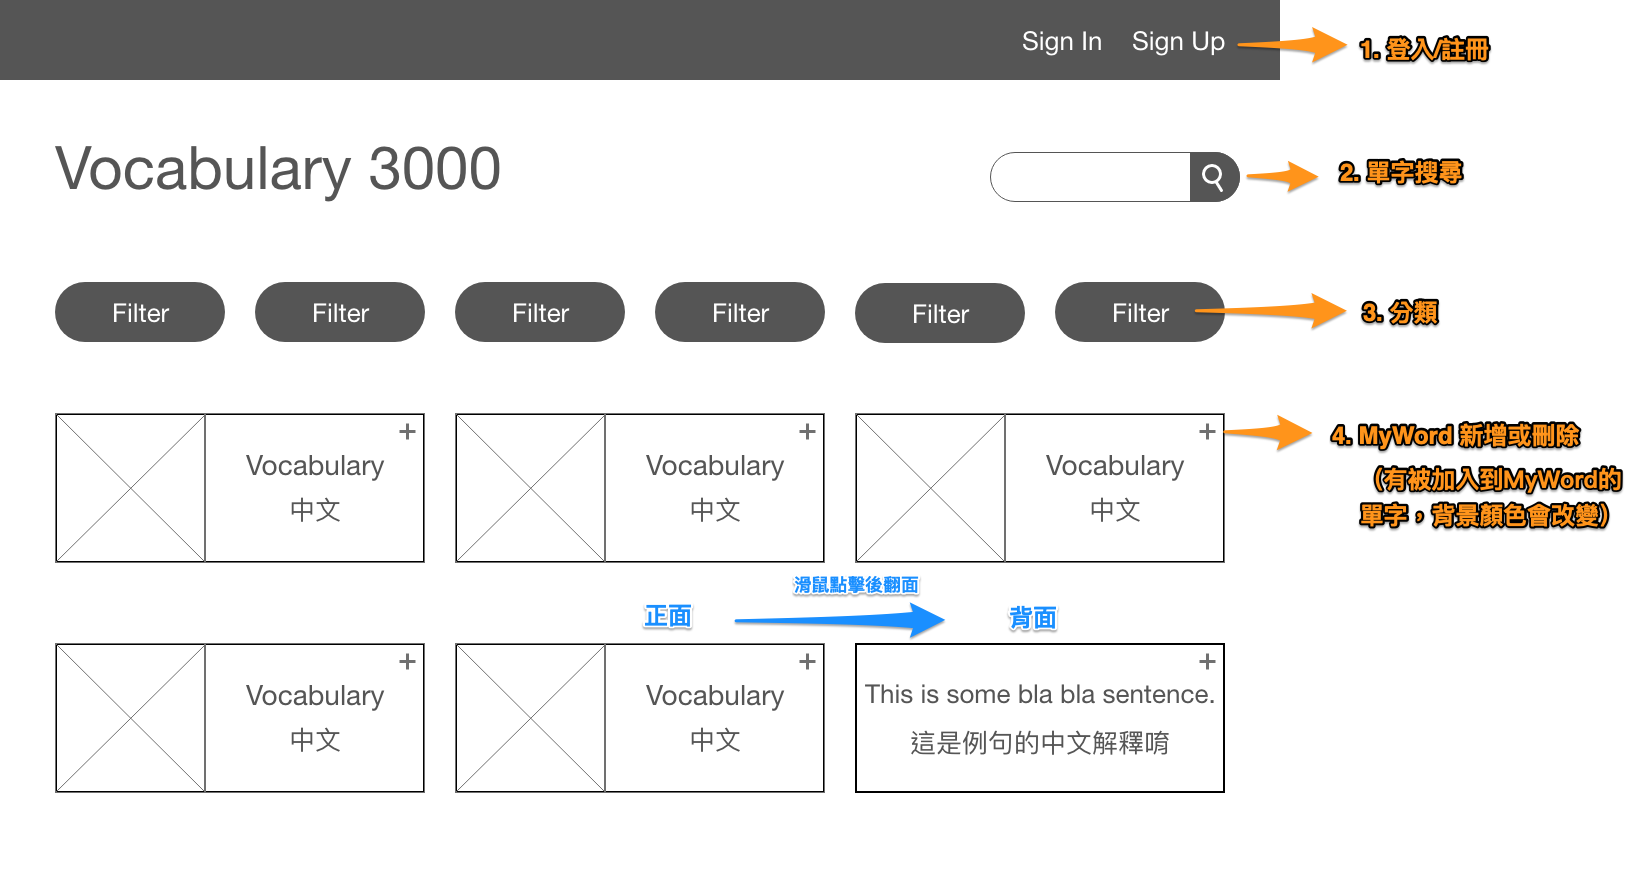 Sign In Sign Up
1. 登入/註冊
Vocabulary 3000
2. 單字搜尋
Filter Filter Filter Filter Filter Filter
3. 分類
+ + +
4. MyWord 新增或刪除
(有被加入到MyWord的
單字，背景顏色會改變)
Vocabulary Vocabulary Vocabulary
中文 中文 中文
滑鼠點擊後翻面
正面 背面
+ + +
Vocabulary Vocabulary This is some bla bla sentence.
中文 中文 這是例句的中文解釋唷